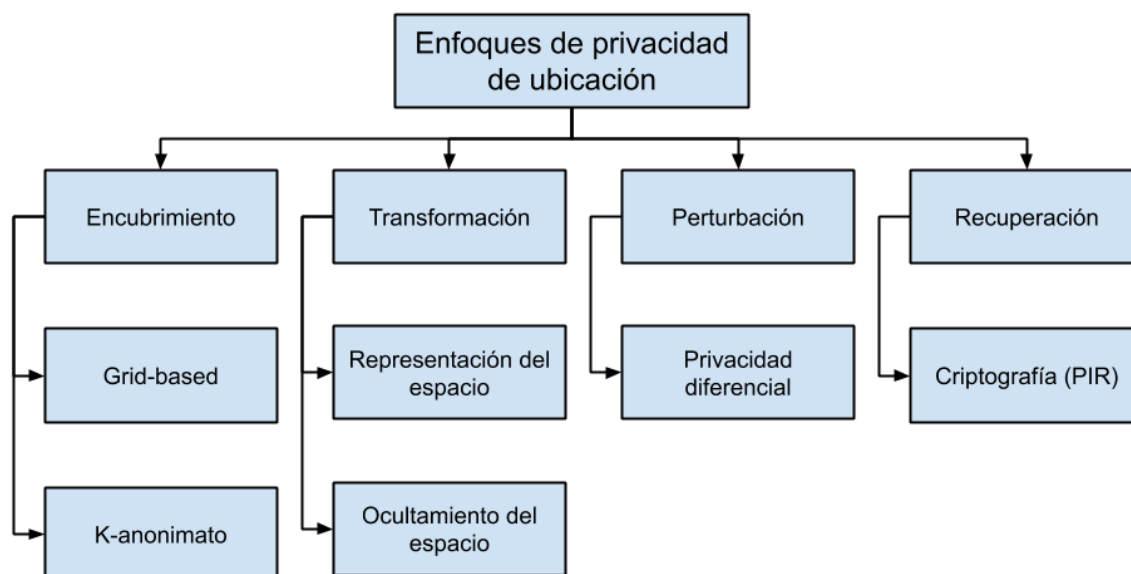 Enfoques de privacidad
de ubicación
Encubrimiento
Transformación
Perturbación
Recuperación
Grid-based
Representación del
espacio
Privacidad
diferencial
Criptografía (PIR)
K-anonimato
Ocultamiento del
espacio